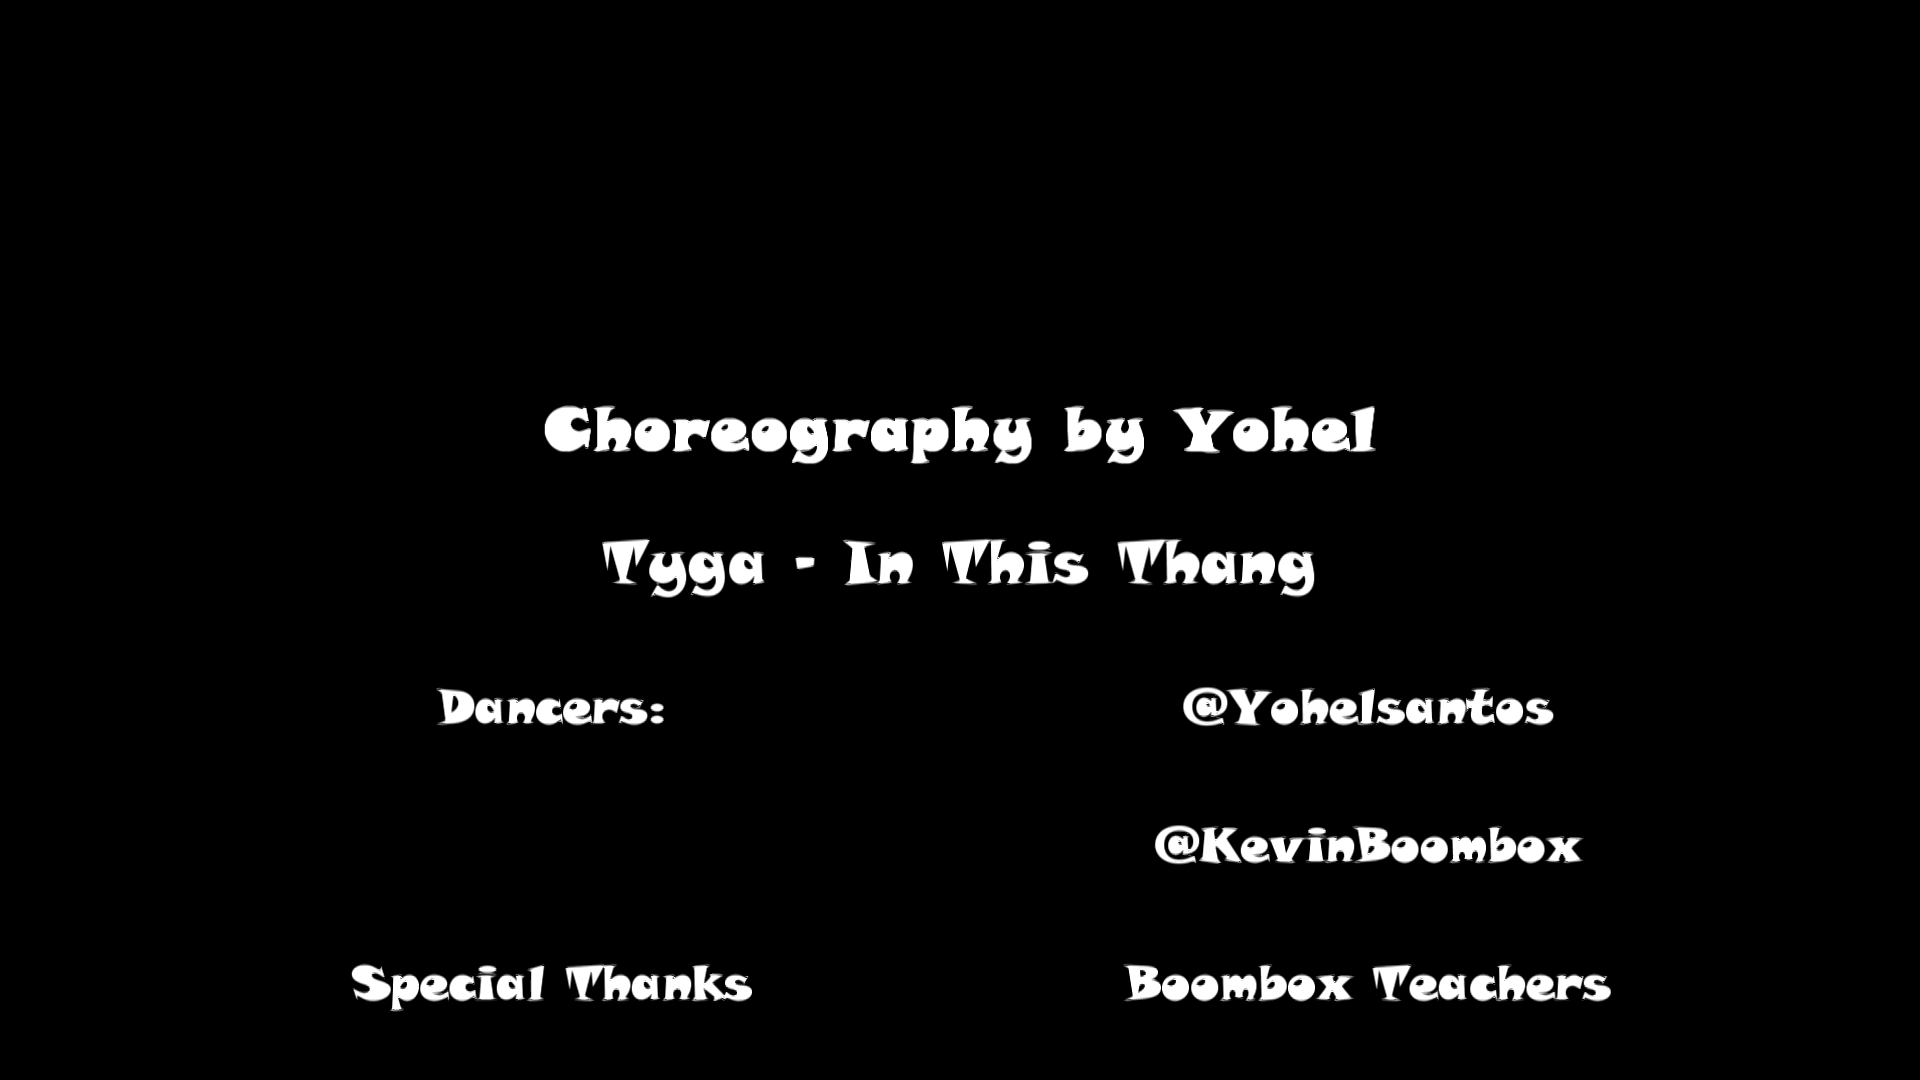 Choreography by Yohel
Tyga - In This Thang
Dancers: @Yohelsantos
@KevinBoombox
Special Thanks Boombox Teachers